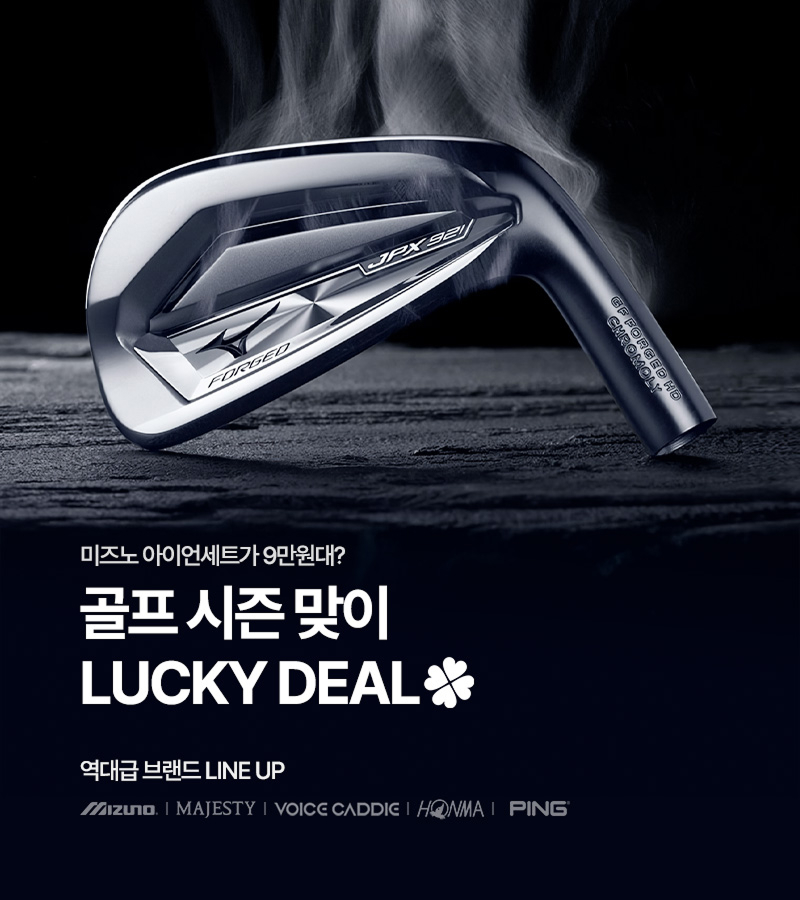 JPX 921
FORGED
GF FORGED HD
CHROMOLY
미즈노 아이언세트가 9만원대?
골프 시즌 맞이
LUCKY DEAL
역대급 브랜드 LINE UP
MIZUNO | MAJESTY | VOICE CADDIE | HONMA | PING